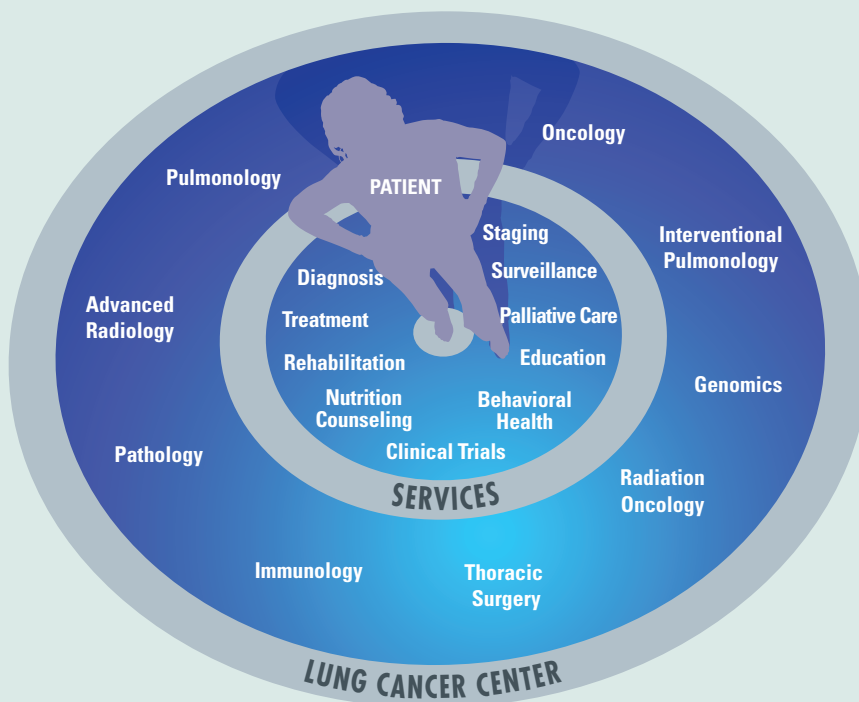 Oncology
Pulmonology
PATIENT
Staging
Interventional
Pulmonology
Diagnosis
Surveillance
Advanced
Radiology
Treatment
Palliative Care
Rehabilitation
Education
Genomics
Nutrition
Counseling
Behavioral
Health
Pathology
Clinical Trials
Radiation
Oncology
SERVICES
Immunology
Thoracic
Surgery
LUNG CANCER CENTER